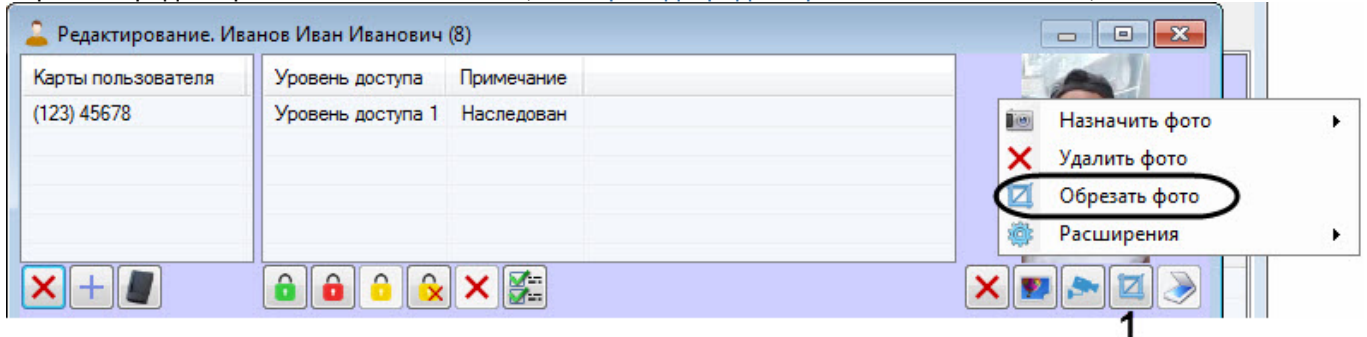 Редактирование. Иванов Иван Иванович (8)
Карты пользователя
Уровень доступа Примечание
(123) 45678
Уровень доступа 1 Наследован
Назначить фото
Удалить фото
Обрезать фото
Расширения
1